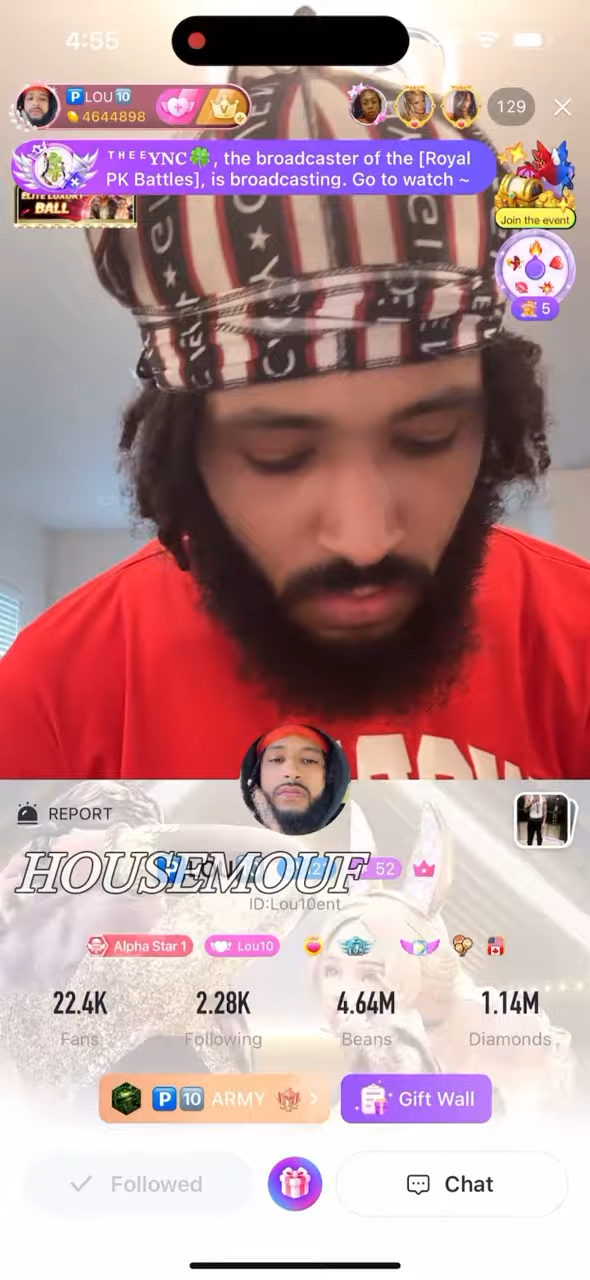 4:55
🅿️LOU🔟
4644898
129
ᵀᴴᴱᴱYNC🍀, the broadcaster of the [Royal
PK Battles], is broadcasting. Go to watch ~
ELITE LUXURY
BALL
Join the event
5
REPORT
HOUSEMOUF
52
ID:Lou10ent
Alpha Star 1
Lou10
22.4K
2.28K
4.64M
1.14M
Fans
Following
Beans
Diamonds
🅿️🔟 ARMY
Gift Wall
Followed
Chat